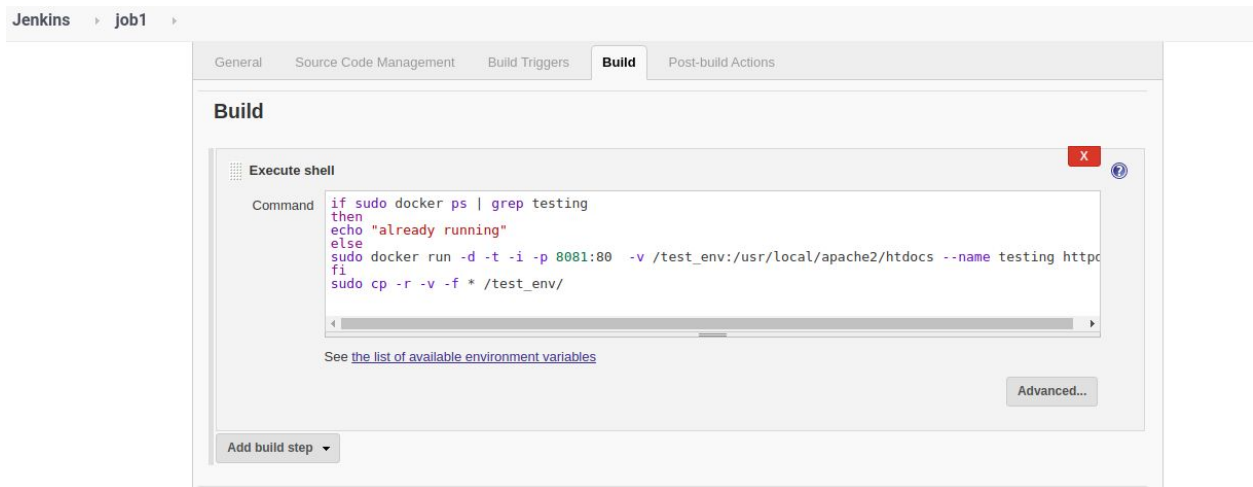 Jenkins job1
General Source Code Management Build Triggers Build Post-build Actions
Build
X
Execute shell
Command
if sudo docker ps | grep testing
then
echo "already running"
else
sudo docker run -d -t -i -p 8081:80  -v /test_env:/usr/local/apache2/htdocs --name testing
fi
sudo cp -r -v -f * /test_env/
See the list of available environment variables
Advanced...
Add build step